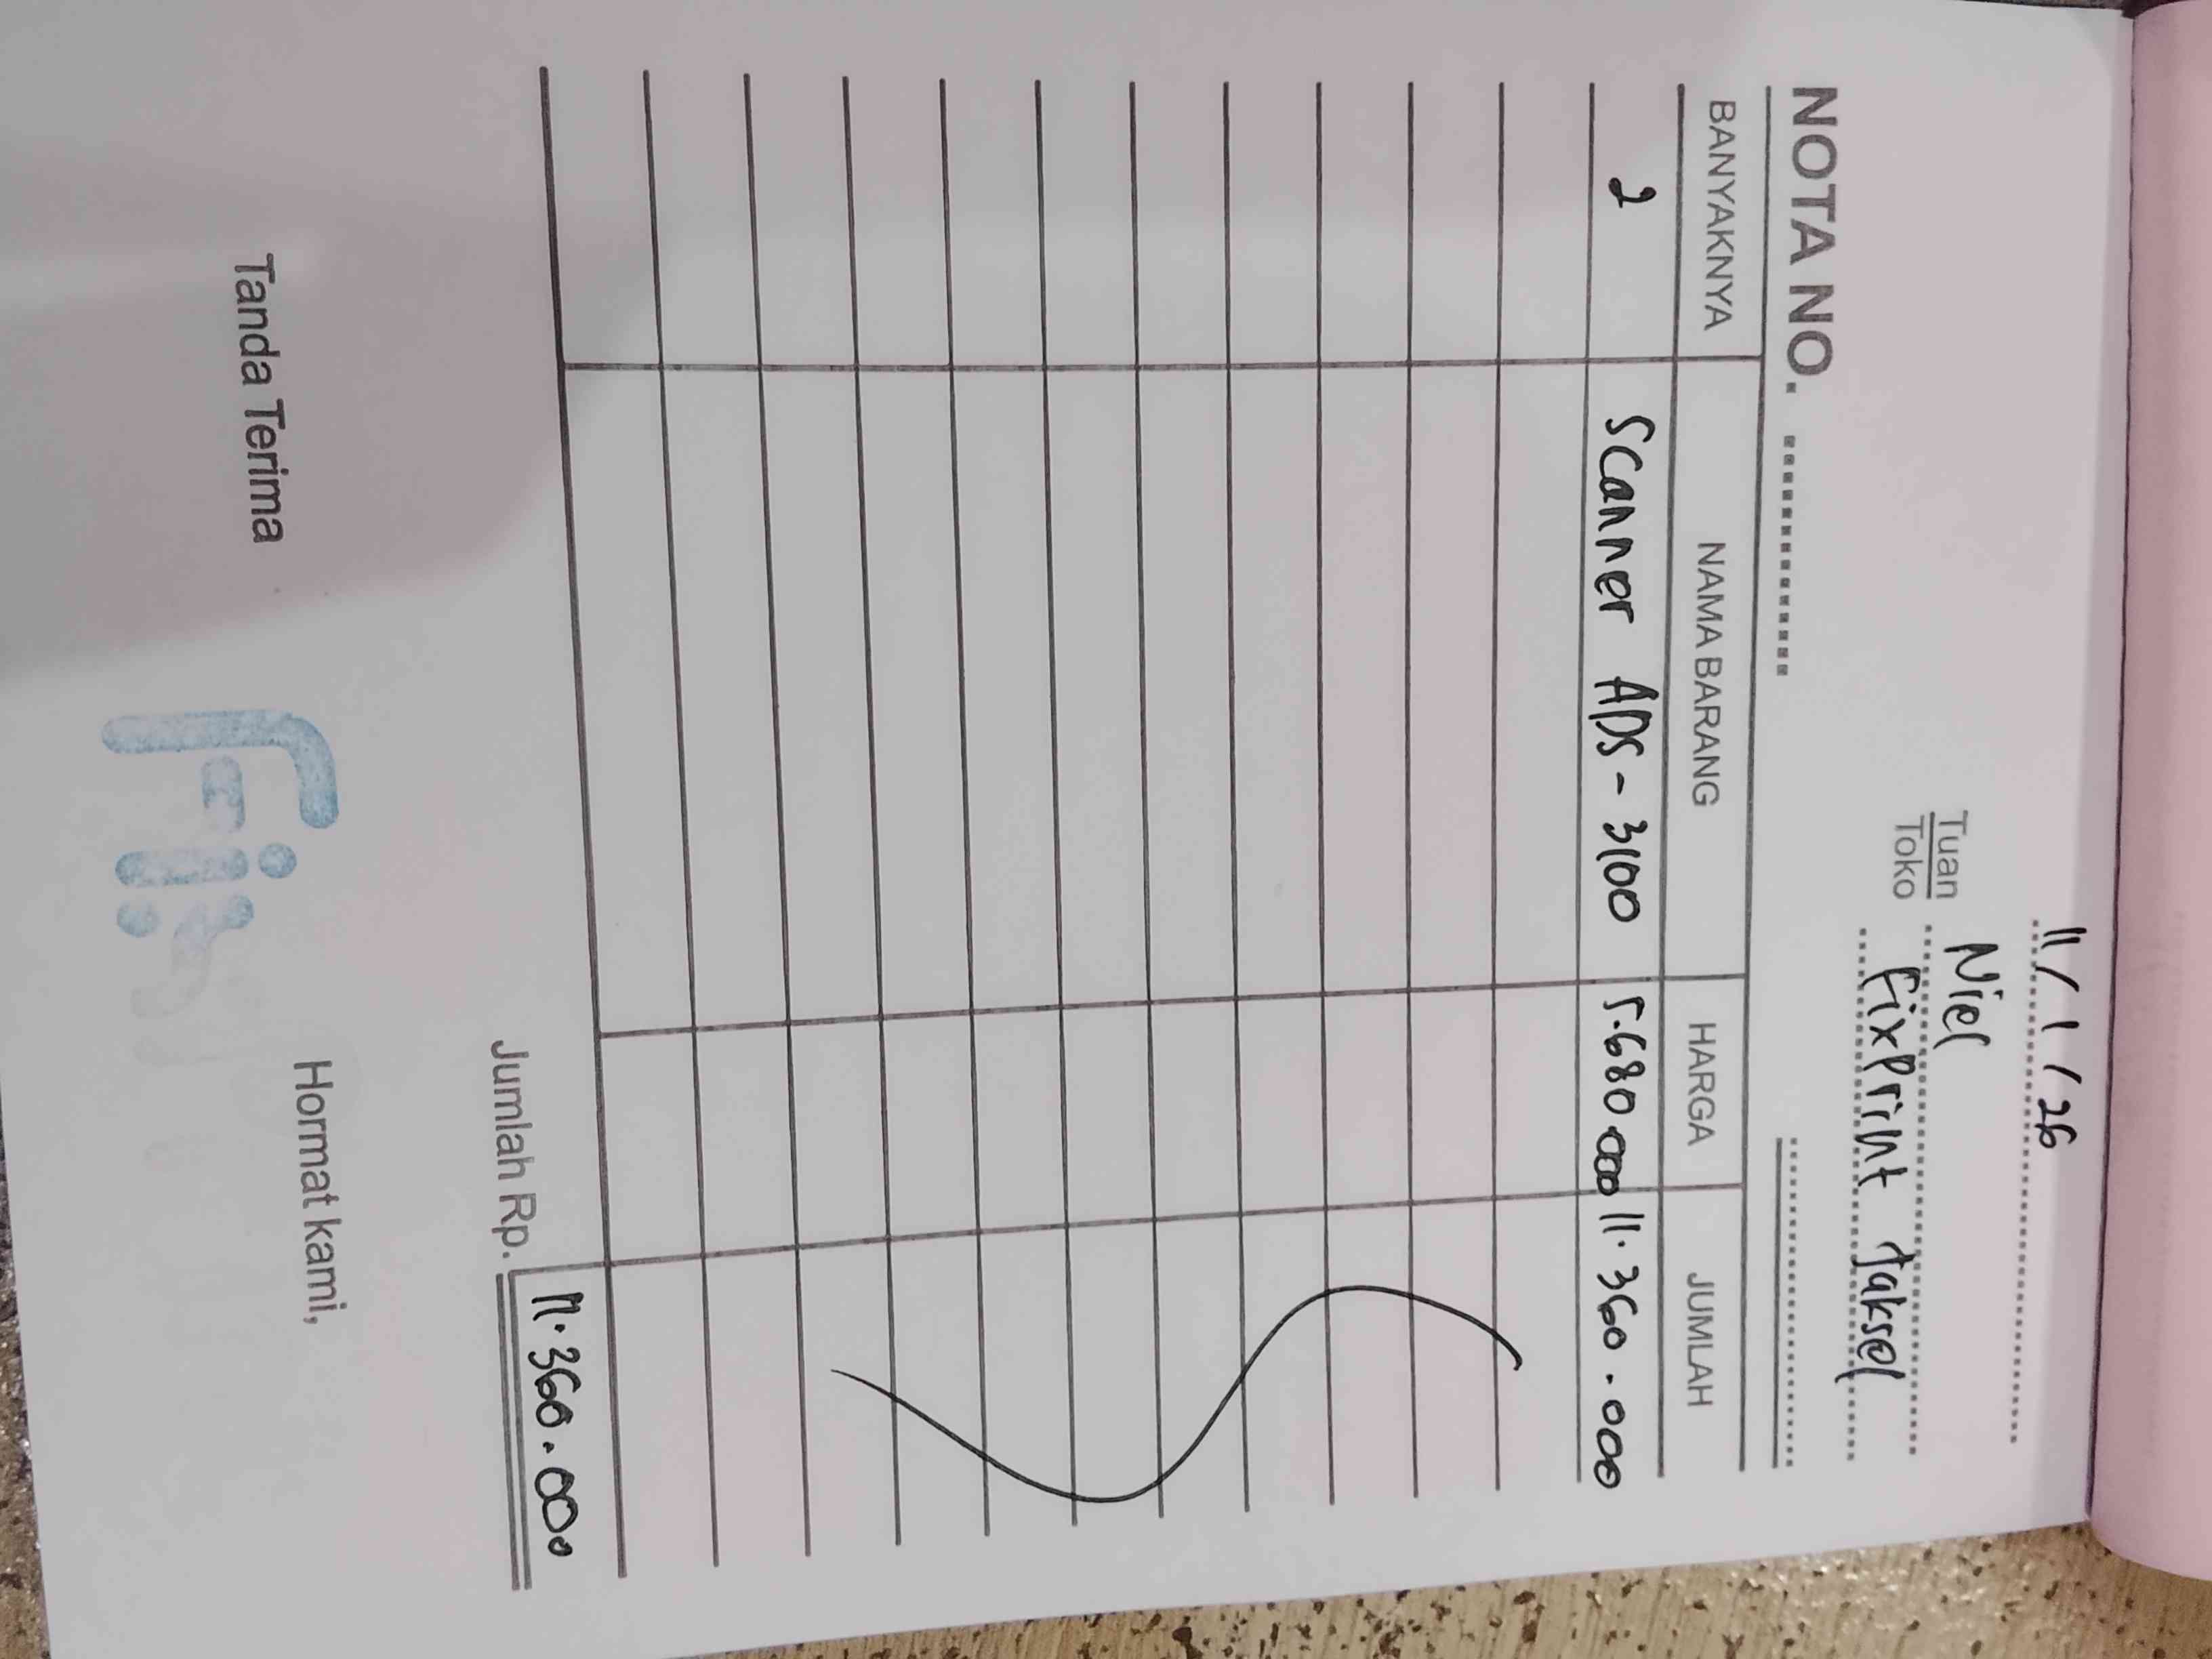 11/1/26
Tuan Niel
Toko Fixprint Jaksel
NOTA NO.
BANYAKNYA NAMA BARANG HARGA JUMLAH
2 Scanner ADS-3100 5.680.000 11.360.000
Jumlah Rp. 11.360.000
Tanda Terima Hormat kami,